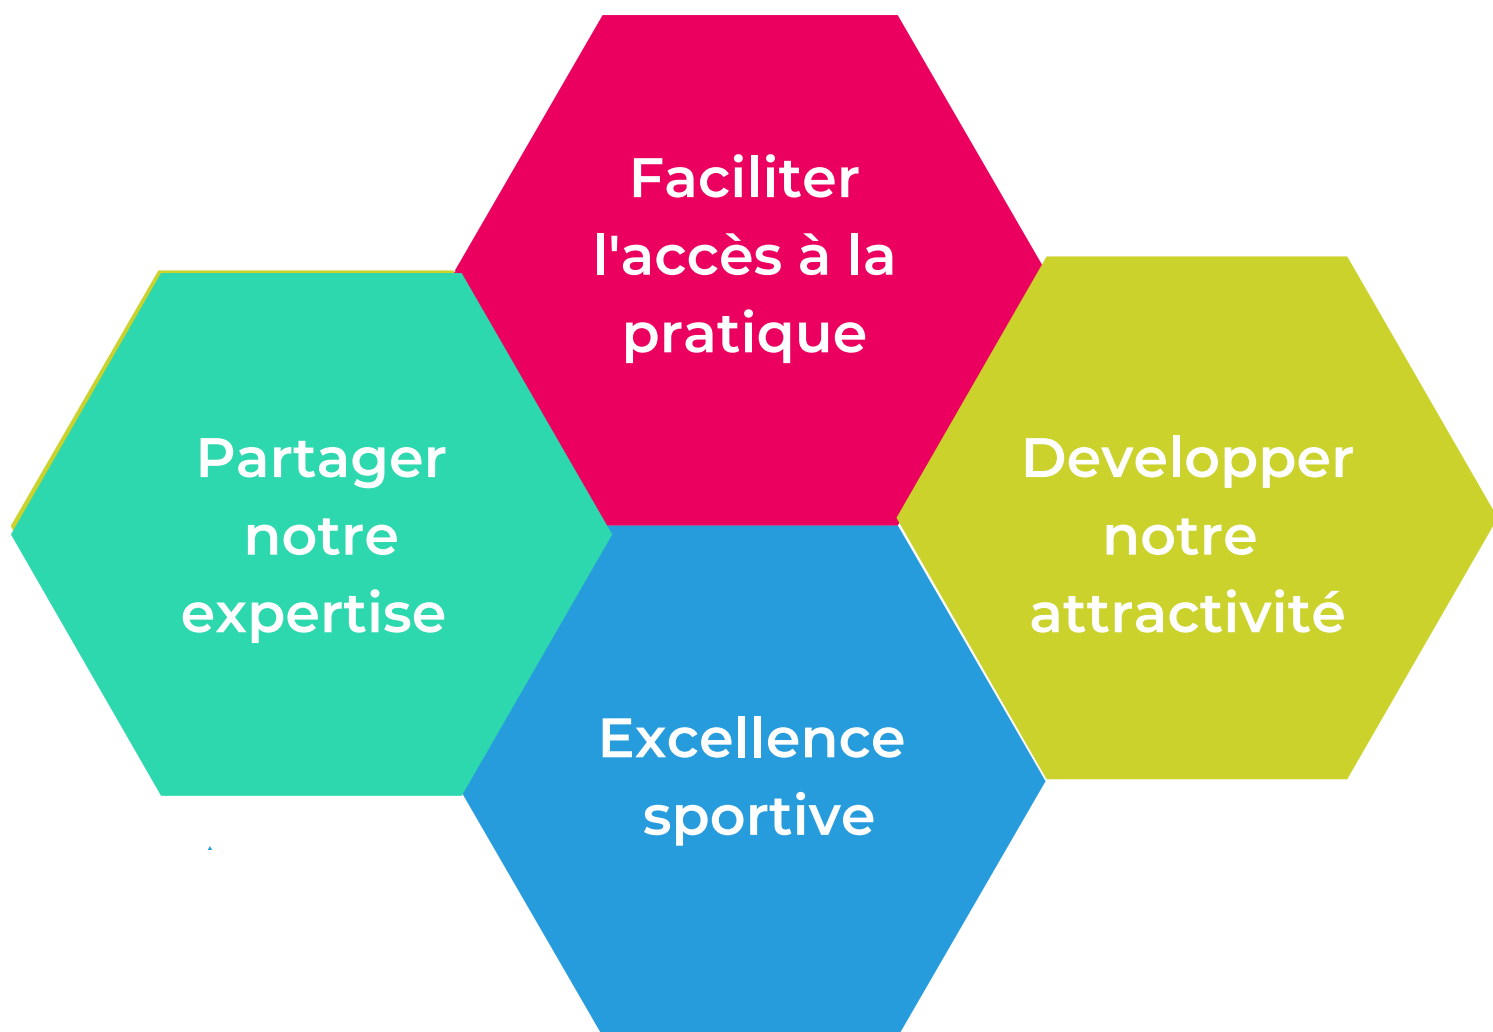 Faciliter
l'accès à la
pratique
Partager
notre
expertise
Developper
notre
attractivité
Excellence
sportive